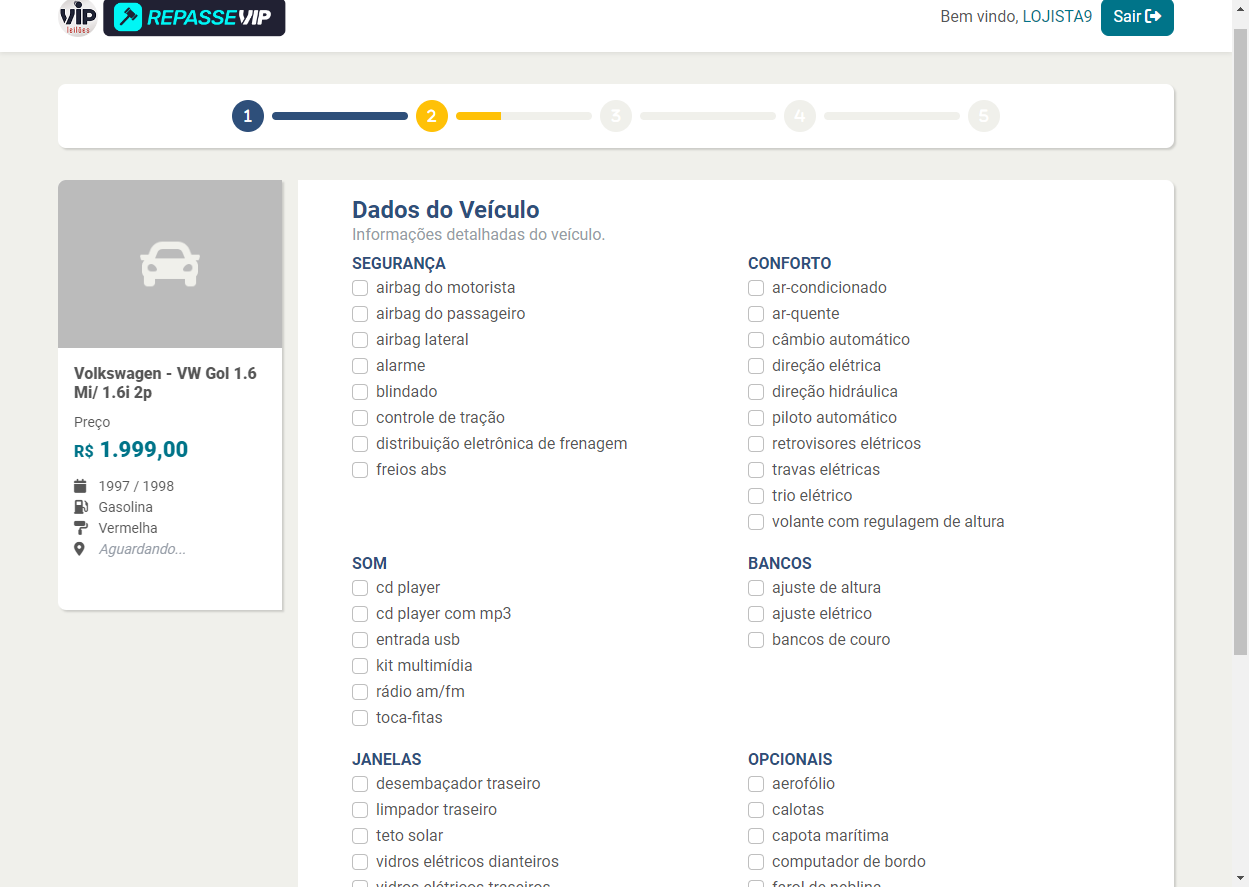 VIP
leilões
REPASSEVIP
Bem vindo, LOJISTA9
Sair
1
2
3
4
5
Volkswagen - VW Gol 1.6
Mi/ 1.6i 2p
Preço
R$ 1.999,00
1997 / 1998
Gasolina
Vermelha
Aguardando...
Dados do Veículo
Informações detalhadas do veículo.
SEGURANÇA
airbag do motorista
airbag do passageiro
airbag lateral
alarme
blindado
controle de tração
distribuição eletrônica de frenagem
freios abs
CONFORTO
ar-condicionado
ar-quente
câmbio automático
direção elétrica
direção hidráulica
piloto automático
retrovisores elétricos
travas elétricas
trio elétrico
volante com regulagem de altura
SOM
cd player
cd player com mp3
entrada usb
kit multimídia
rádio am/fm
toca-fitas
BANCOS
ajuste de altura
ajuste elétrico
bancos de couro
JANELAS
desembaçador traseiro
limpador traseiro
teto solar
vidros elétricos dianteiros
vidros elétricos traseiros
OPCIONAIS
aerofólio
calotas
capota marítima
computador de bordo
farol de neblina